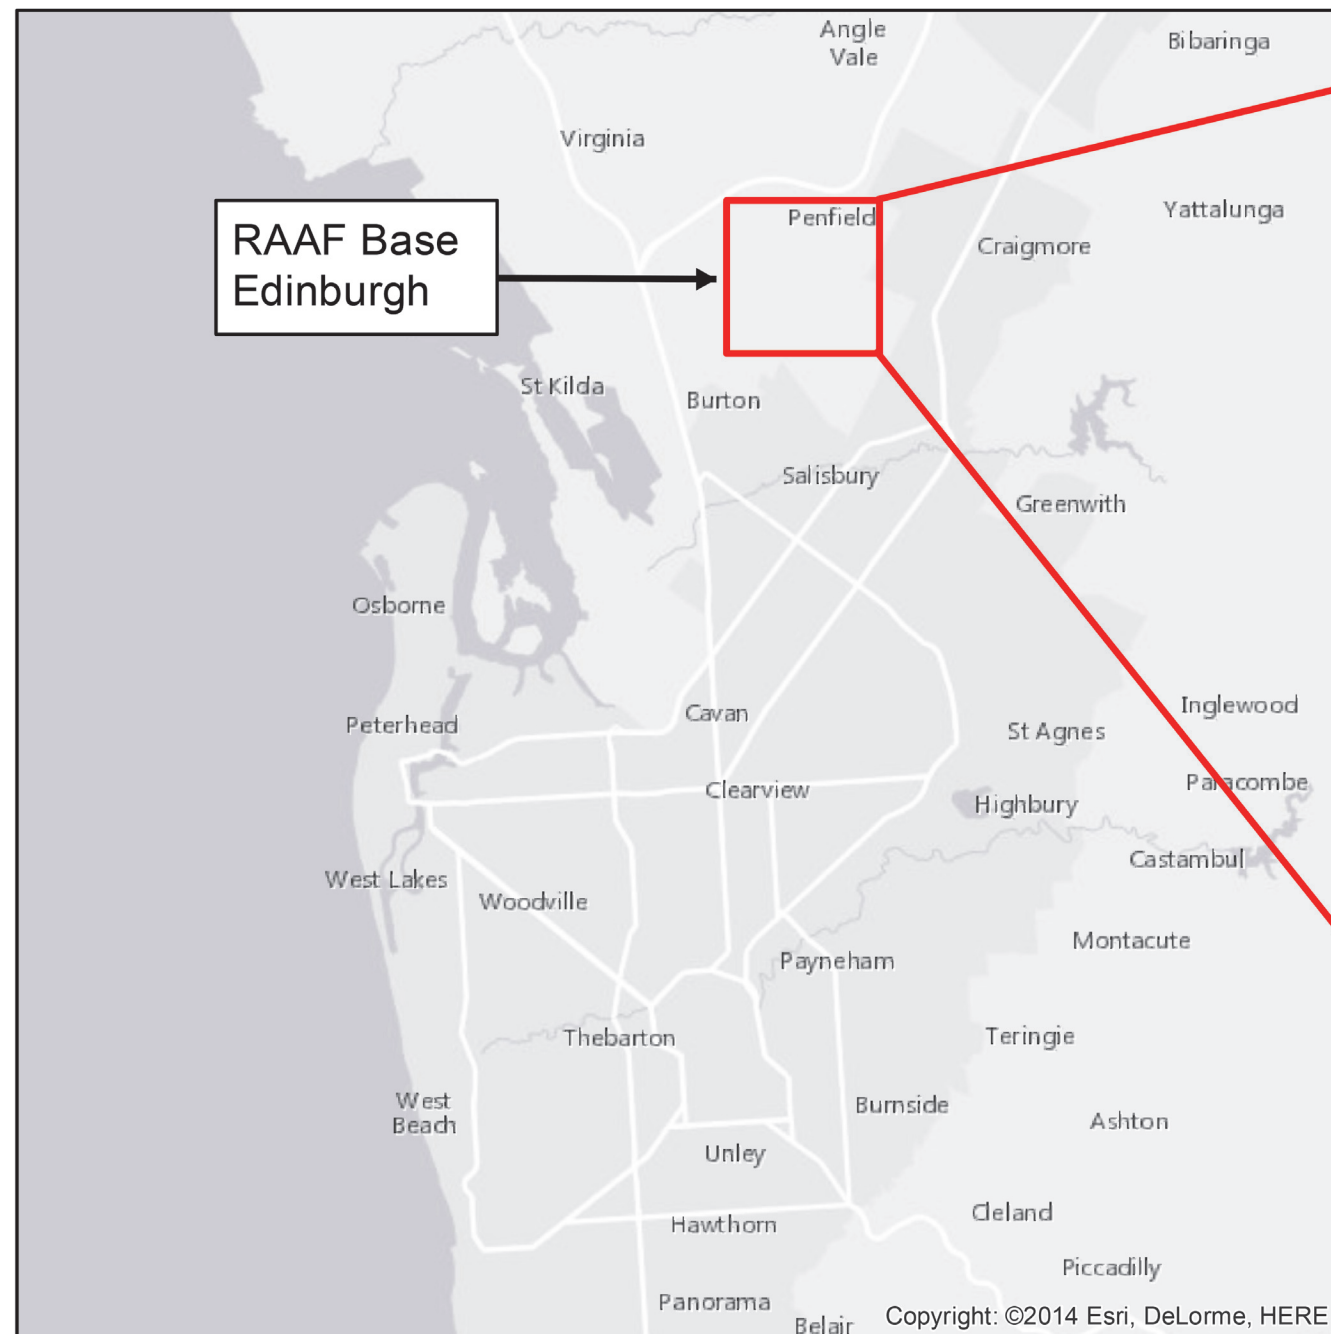 Angle
Vale
Bibaringa
Virginia
Penfield
Yattalunga
RAAF Base
Edinburgh
Craigmore
St Kilda
Burton
Salisbury
Greenwith
Osborne
Inglewood
Peterhead
Cavan
St Agnes
Paracombe
Clearview
Highbury
Castambul
West Lakes
Woodville
Montacute
Payneham
Teringie
Thebarton
West
Beach
Burnside
Ashton
Unley
Cleland
Hawthorn
Piccadilly
Panorama
Belair
Copyright: ©2014 Esri, DeLorme, HERE